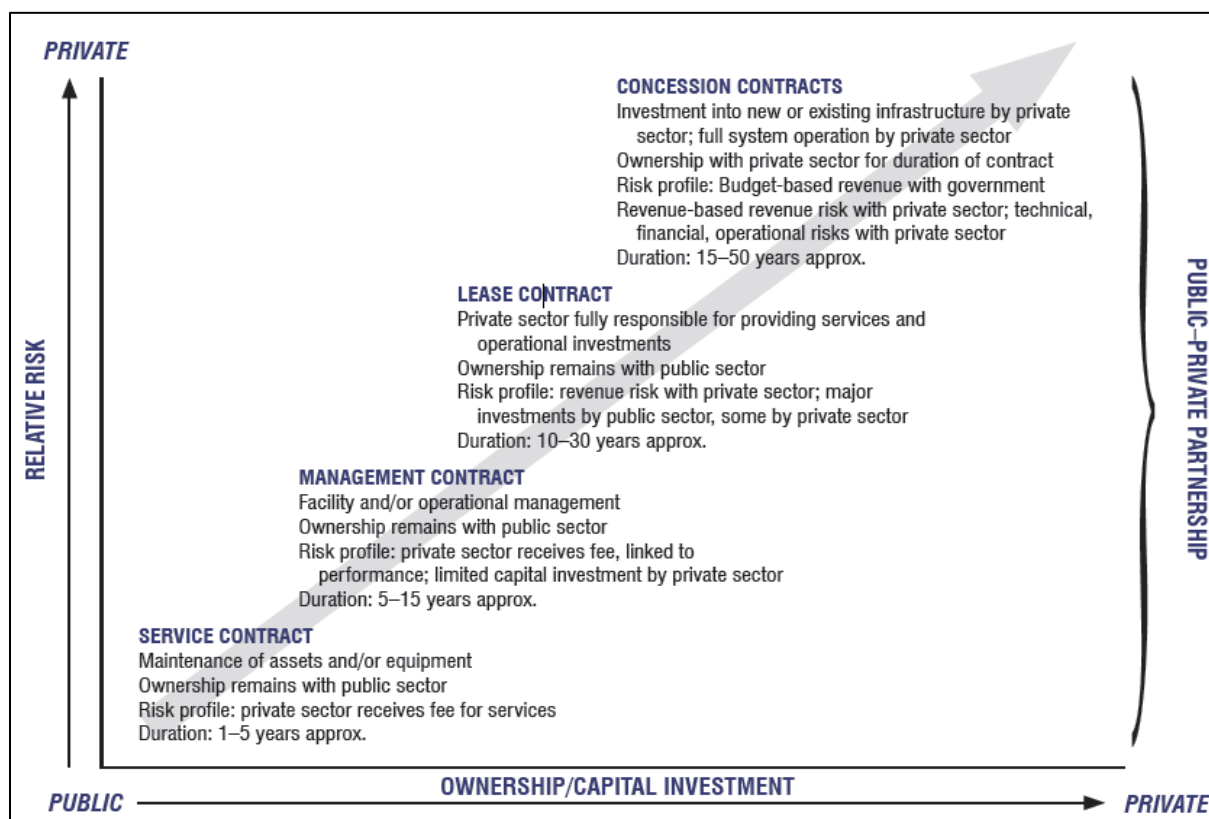 PRIVATE
CONCESSION CONTRACTS
Investment into new or existing infrastructure by private
sector; full system operation by private sector
Ownership with private sector for duration of contract
Risk profile: Budget-based revenue with government
Revenue-based revenue risk with private sector; technical,
financial, operational risks with private sector
Duration: 15–50 years approx.
LEASE CONTRACT
Private sector fully responsible for providing services and
operational investments
Ownership remains with public sector
Risk profile: revenue risk with private sector; major
investments by public sector, some by private sector
Duration: 10–30 years approx.
MANAGEMENT CONTRACT
Facility and/or operational management
Ownership remains with public sector
Risk profile: private sector receives fee, linked to
performance; limited capital investment by private sector
Duration: 5–15 years approx.
SERVICE CONTRACT
Maintenance of assets and/or equipment
Ownership remains with public sector
Risk profile: private sector receives fee for services
Duration: 1–5 years approx.
RELATIVE RISK
PUBLIC–PRIVATE PARTNERSHIP
OWNERSHIP/CAPITAL INVESTMENT
PUBLIC
PRIVATE